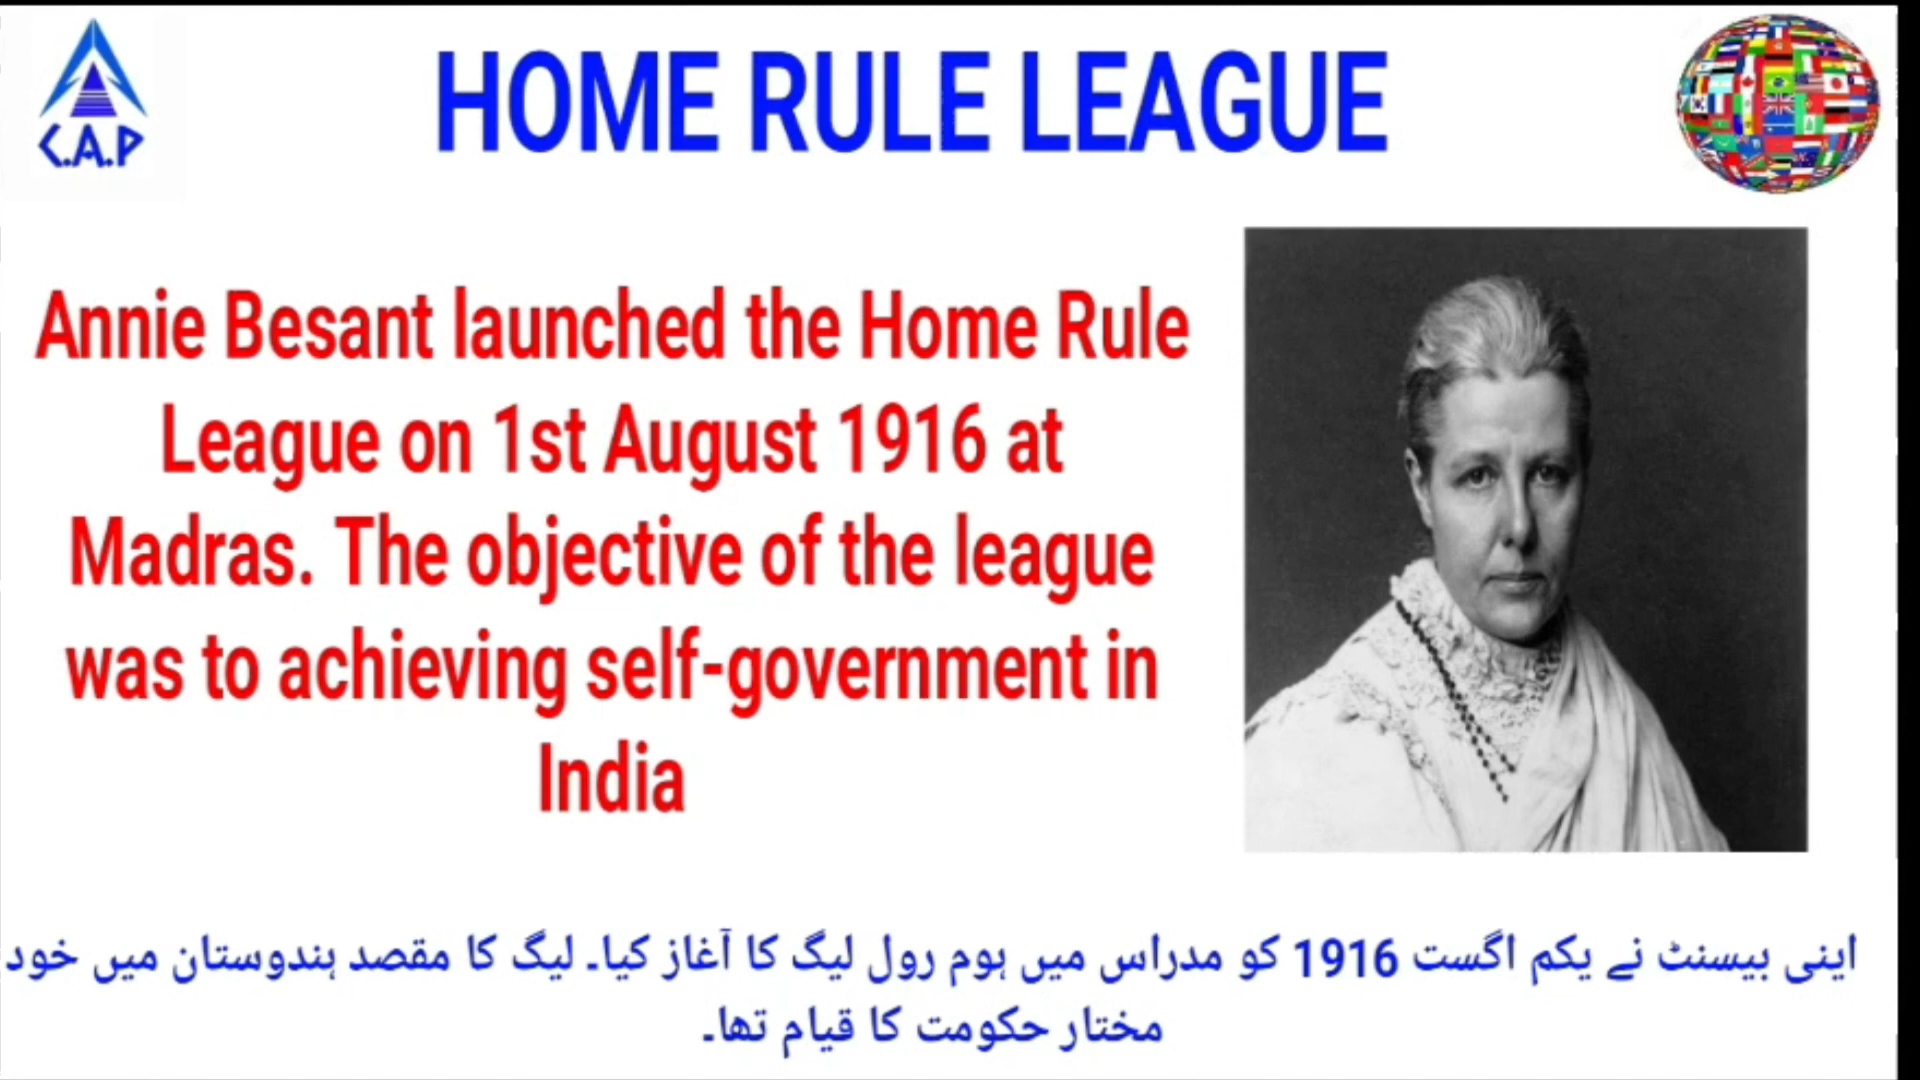 C.A.P
HOME RULE LEAGUE
Annie Besant launched the Home Rule
League on 1st August 1916 at
Madras. The objective of the league
was to achieving self-government in
India
اینی بیسنٹ نے یکم اگست 1916 کو مدراس میں ہوم رول لیگ کا آغاز کیا۔ لیگ کا مقصد ہندوستان میں خود
مختار حکومت کا قیام تھا۔